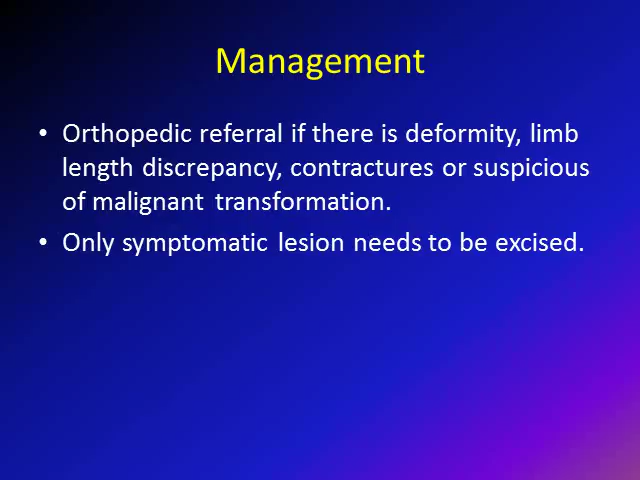 Management
• Orthopedic referral if there is deformity, limb
length discrepancy, contractures or suspicious
of malignant transformation.
• Only symptomatic lesion needs to be excised.